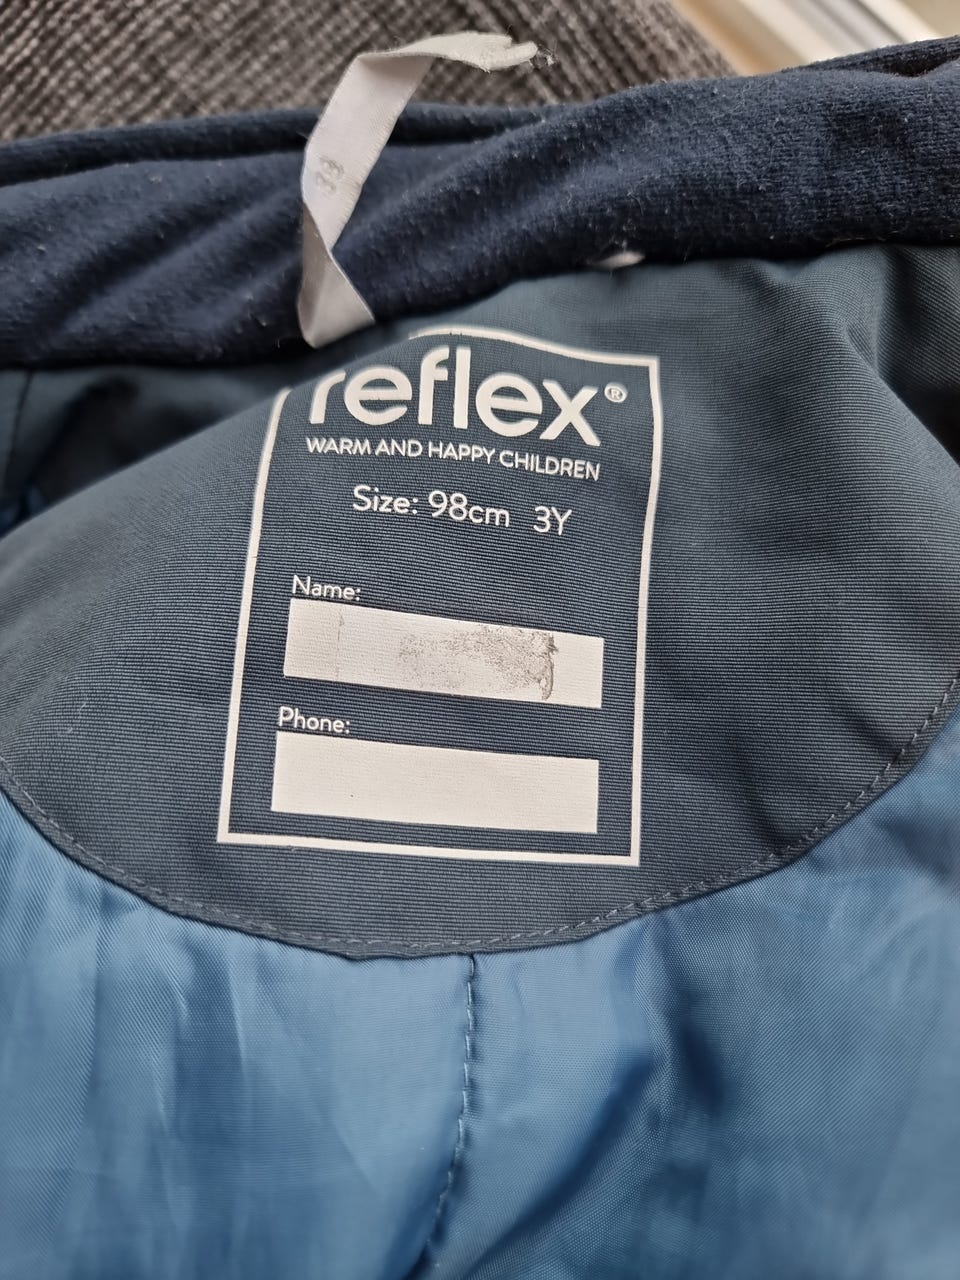 reflex®
WARM AND HAPPY CHILDREN
Size: 98cm 3Y
Name:
Phone: